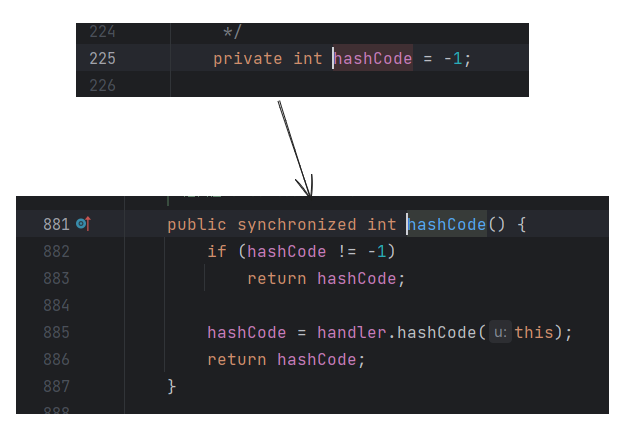 224 */
225 private int hashCode = -1;
226
881 public synchronized int hashCode() {
882 if (hashCode != -1)
883 return hashCode;
884
885 hashCode = handler.hashCode( u: this);
886 return hashCode;
887 }
888